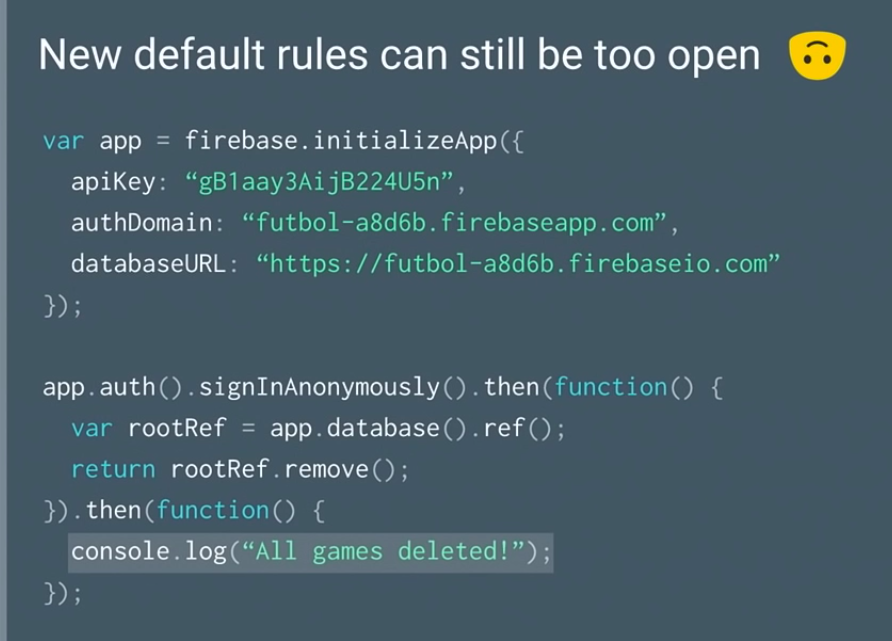 New default rules can still be too open 🙃
var app = firebase.initializeApp({
  apiKey: “gB1aay3AijB224U5n”,
  authDomain: “futbol-a8d6b.firebaseapp.com”,
  databaseURL: “https://futbol-a8d6b.firebaseio.com”
});
app.auth().signInAnonymously().then(function() {
  var rootRef = app.database().ref();
  return rootRef.remove();
}).then(function() {
  console.log(“All games deleted!”);
});